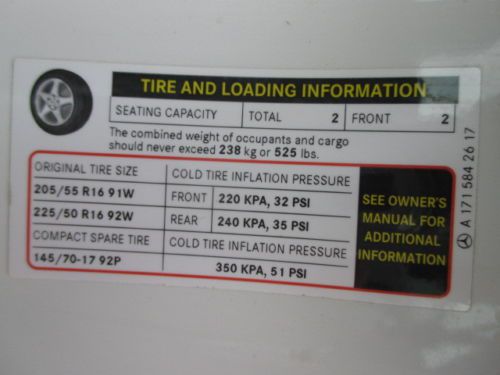 TIRE AND LOADING INFORMATION
SEATING CAPACITY TOTAL 2 FRONT 2
The combined weight of occupants and cargo
should never exceed 238 kg or 525 lbs.
ORIGINAL TIRE SIZE COLD TIRE INFLATION PRESSURE
205/55 R16 91W FRONT 220 KPA, 32 PSI
225/50 R16 92W REAR 240 KPA, 35 PSI
COMPACT SPARE TIRE COLD TIRE INFLATION PRESSURE
145/70-17 92P 350 KPA, 51 PSI
SEE OWNER'S
MANUAL FOR
ADDITIONAL
INFORMATION
A 171 584 26 17